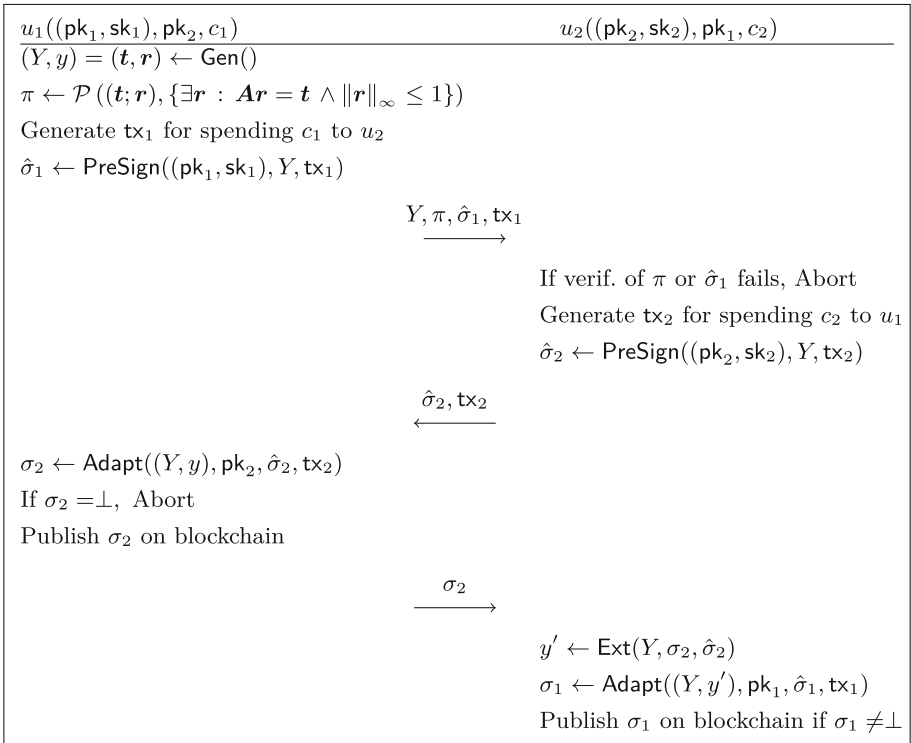 u₁((pk₁, sk₁), pk₂, c₁) u₂((pk₂, sk₂), pk₁, c₂)
(Y, y) = (t, r) ← Gen()
π ← P ((t; r), {∃r : Ar = t ∧ ‖r‖∞ ≤ 1})
Generate tx₁ for spending c₁ to u₂
σ̂₁ ← PreSign((pk₁, sk₁), Y, tx₁)
Y, π, σ̂₁, tx₁
If verif. of π or σ̂₁ fails, Abort
Generate tx₂ for spending c₂ to u₁
σ̂₂ ← PreSign((pk₂, sk₂), Y, tx₂)
σ̂₂, tx₂
σ₂ ← Adapt((Y, y), pk₂, σ̂₂, tx₂)
If σ₂ =⊥, Abort
Publish σ₂ on blockchain
σ₂
y′ ← Ext(Y, σ₂, σ̂₂)
σ₁ ← Adapt((Y, y′), pk₁, σ̂₁, tx₁)
Publish σ₁ on blockchain if σ₁ ≠⊥